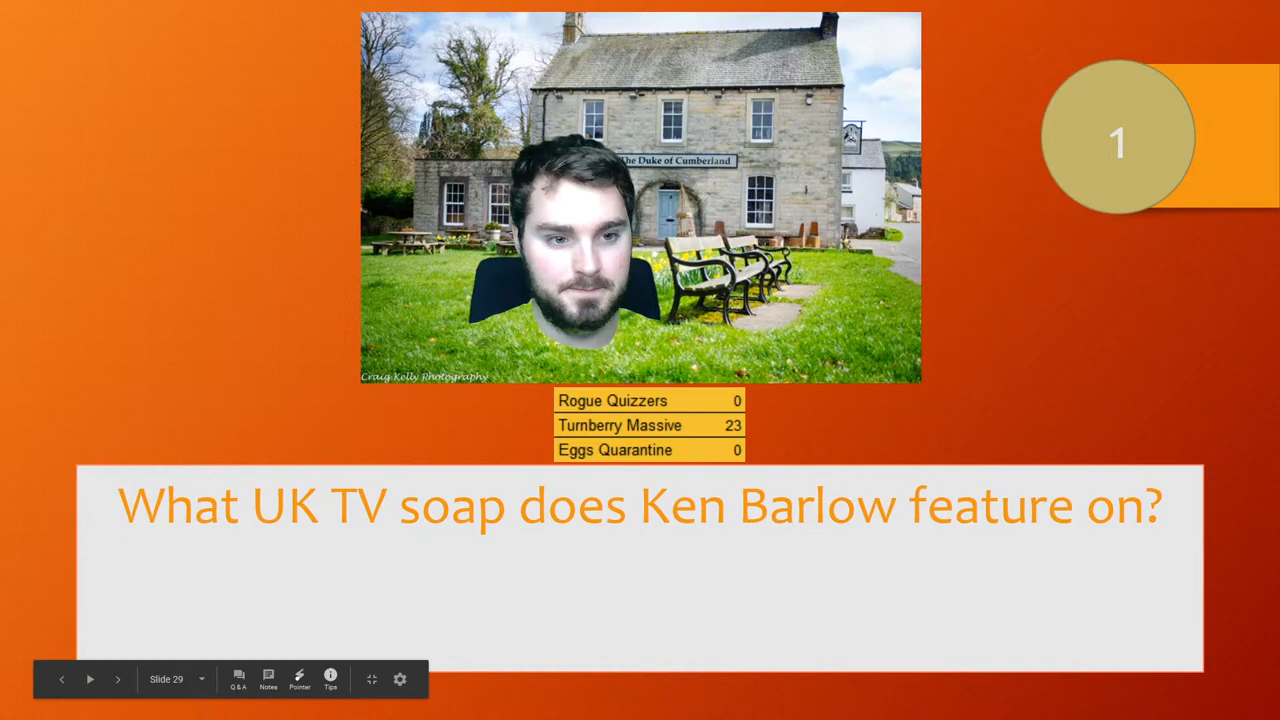 The Duke of Cumberland
1
Craig Kelly Photography
Rogue Quizzers 0
Turnberry Massive 23
Eggs Quarantine 0
What UK TV soap does Ken Barlow feature on?
Slide 29
Q & A
Notes
Pointer
Tips